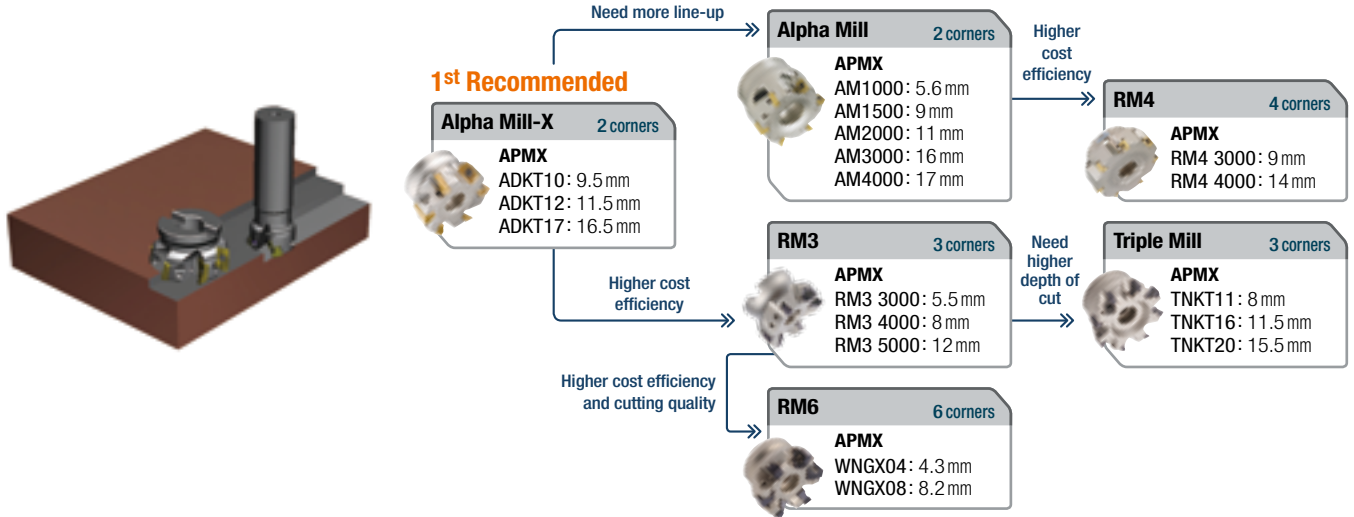 Need more line-up
1st Recommended
Alpha Mill-X 2 corners
APMX
ADKT10: 9.5 mm
ADKT12: 11.5 mm
ADKT17: 16.5 mm
Alpha Mill 2 corners
APMX
AM1000: 5.6 mm
AM1500: 9 mm
AM2000: 11 mm
AM3000: 16 mm
AM4000: 17 mm
Higher
cost
efficiency
RM4 4 corners
APMX
RM4 3000: 9 mm
RM4 4000: 14 mm
Higher cost
efficiency
RM3 3 corners
APMX
RM3 3000: 5.5 mm
RM3 4000: 8 mm
RM3 5000: 12 mm
Need
higher
depth of
cut
Triple Mill 3 corners
APMX
TNKT11: 8 mm
TNKT16: 11.5 mm
TNKT20: 15.5 mm
Higher cost efficiency
and cutting quality
RM6 6 corners
APMX
WNGX04: 4.3 mm
WNGX08: 8.2 mm